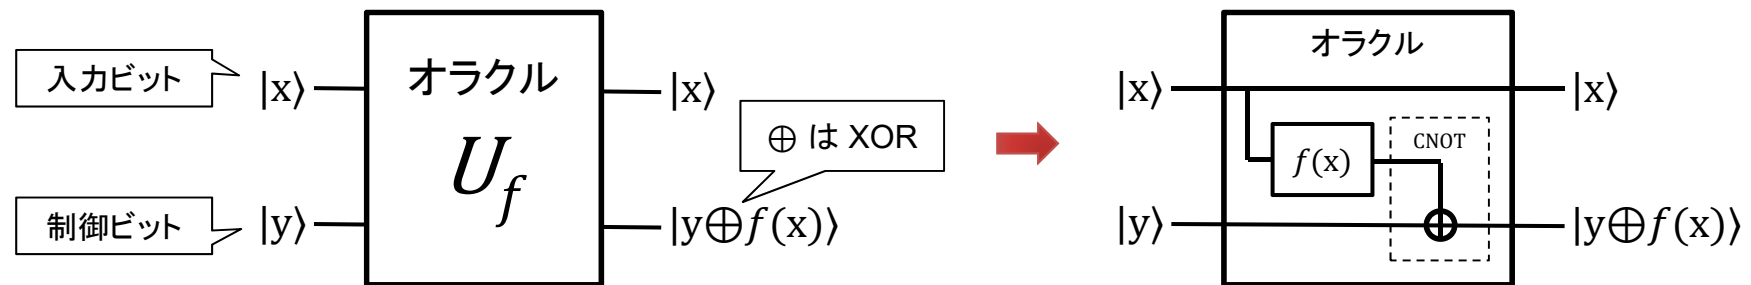 入力ビット
|x⟩
オラクル
U_f
|x⟩
⊕ は XOR
制御ビット
|y⟩
|y⊕f(x)⟩
オラクル
|x⟩
|x⟩
f(x)
CNOT
|y⟩
|y⊕f(x)⟩